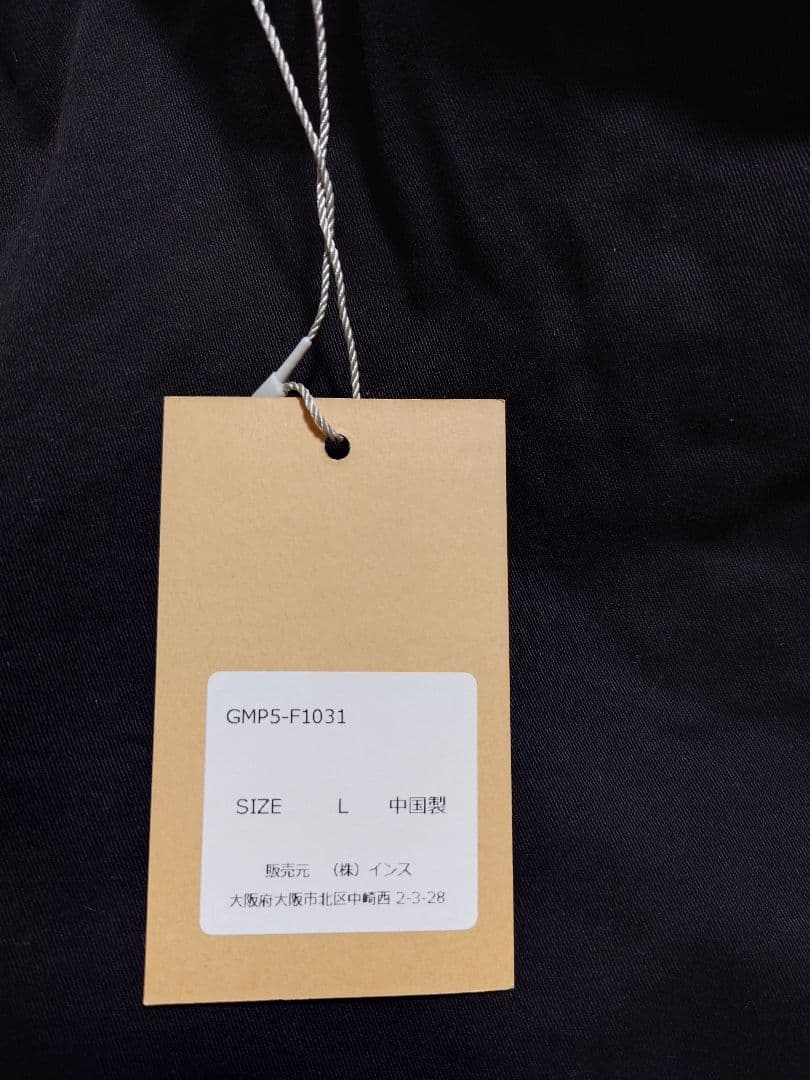 GMP5-F1031
SIZE L 中国製
販売元 （株）インス
大阪府大阪市北区中崎西 2-3-28